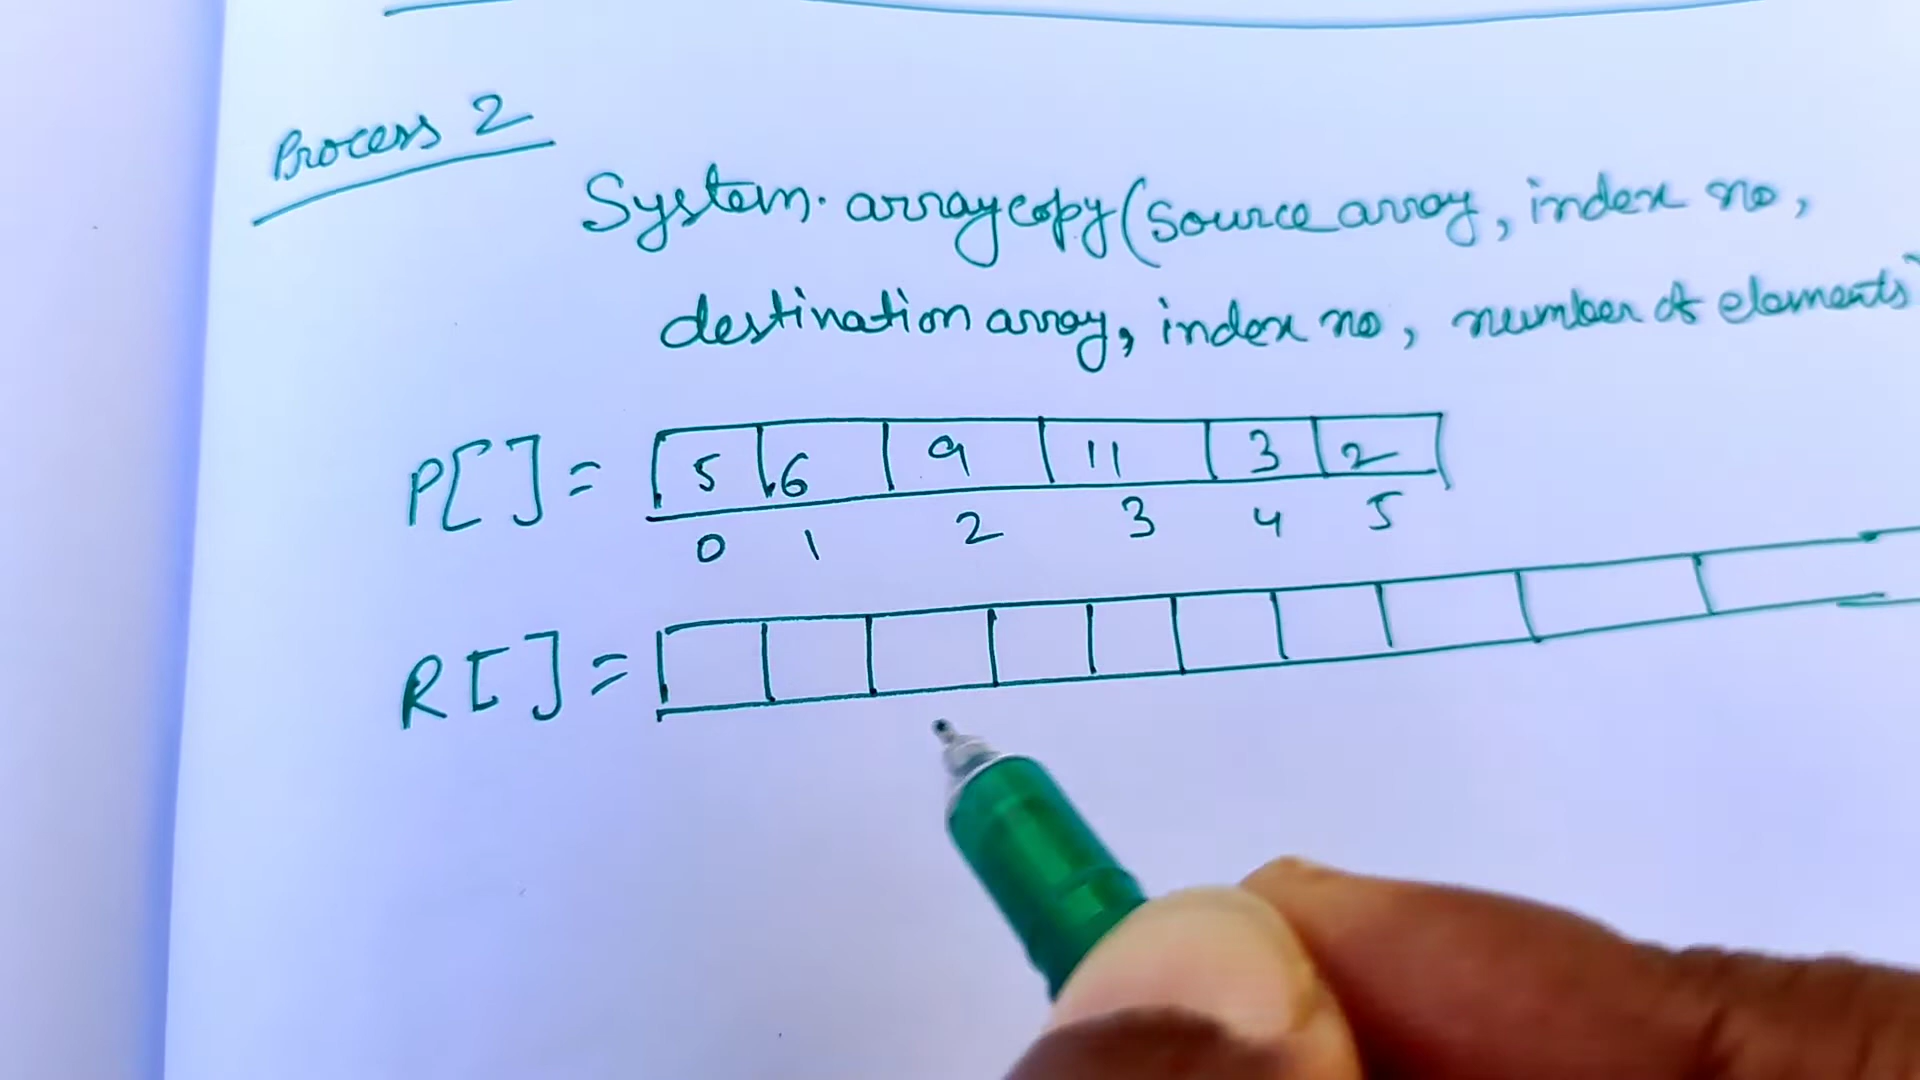 Process 2
System.arraycopy(Source array, index no,
destination array, index no, number of elements)
P[] = 5 6 9 11 3 2
0 1 2 3 4 5
R[] =